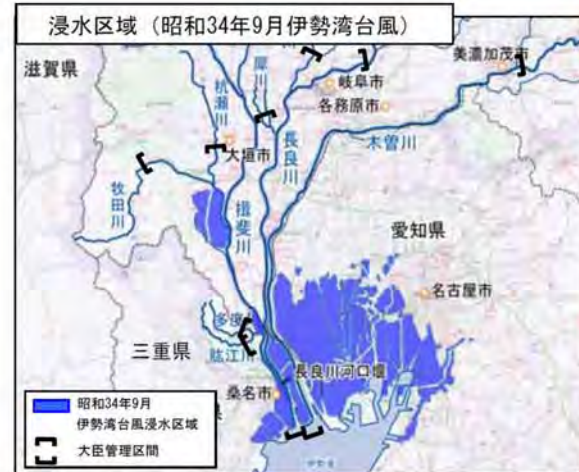 浸水区域（昭和34年9月伊勢湾台風）
滋賀県
美濃加茂市
岐阜市
各務原市
杭瀬川
犀川
大垣市
長良川
木曽川
牧田川
揖斐川
愛知県
名古屋市
多度
肱江川
三重県
桑名市
長良川河口堰
昭和34年9月
伊勢湾台風浸水区域
大臣管理区間
県